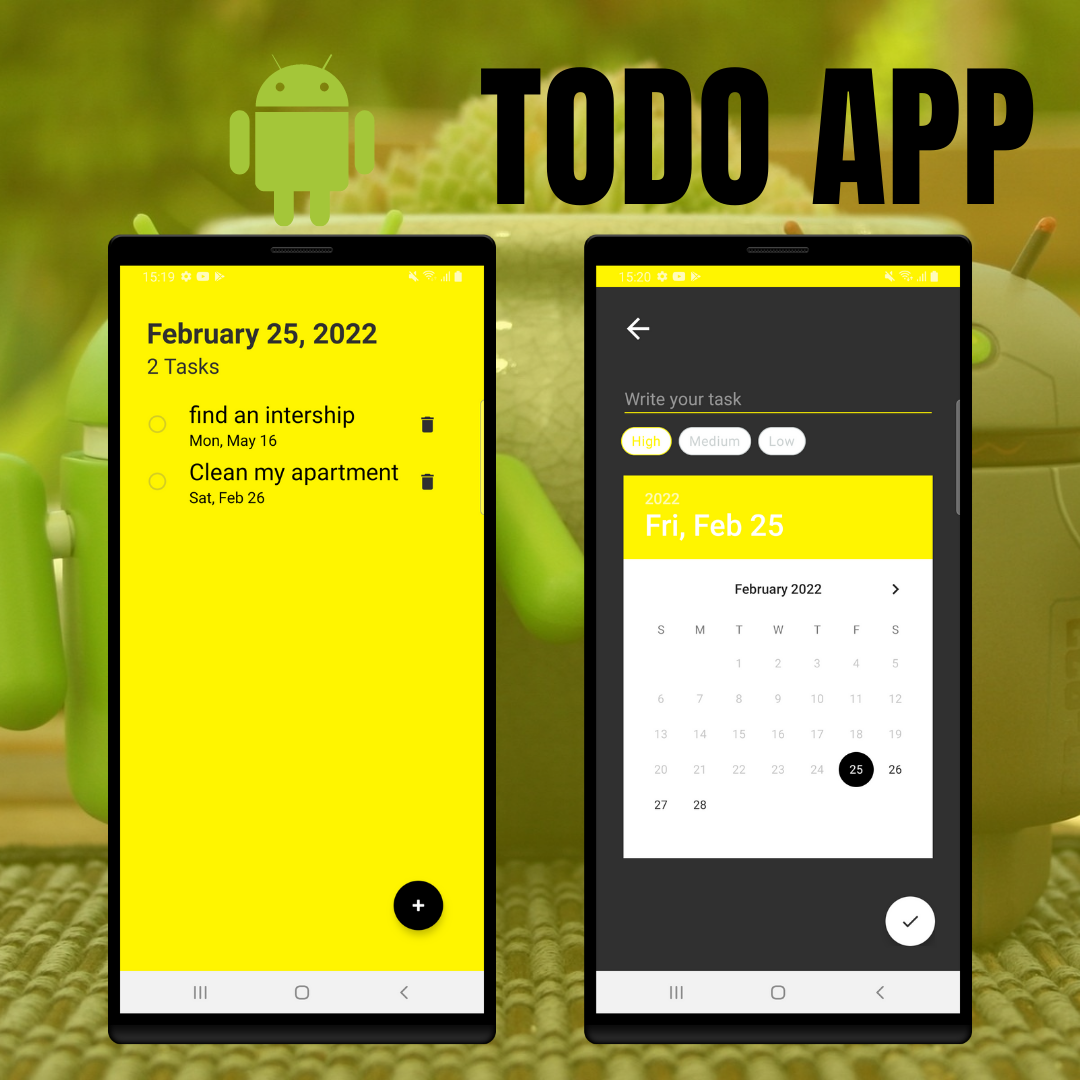 TODO APP
15:19
February 25, 2022
2 Tasks
find an intership
Mon, May 16
Clean my apartment
Sat, Feb 26
+
15:20
Write your task
High Medium Low
2022
Fri, Feb 25
February 2022
S M T W T F S
1 2 3 4 5
6 7 8 9 10 11 12
13 14 15 16 17 18 19
20 21 22 23 24 25 26
27 28